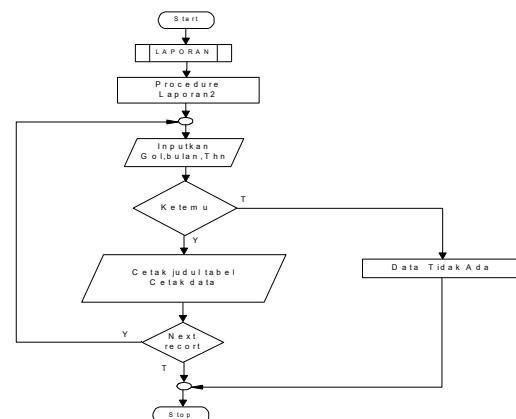 Start
LAPORAN
Procedure
Laporan2
Inputkan
Gol,bulan,Thn
Ketemu
T
Y
Cetak judul tabel
Cetak data
Data Tidak Ada
Y
Next
recort
T
Stop